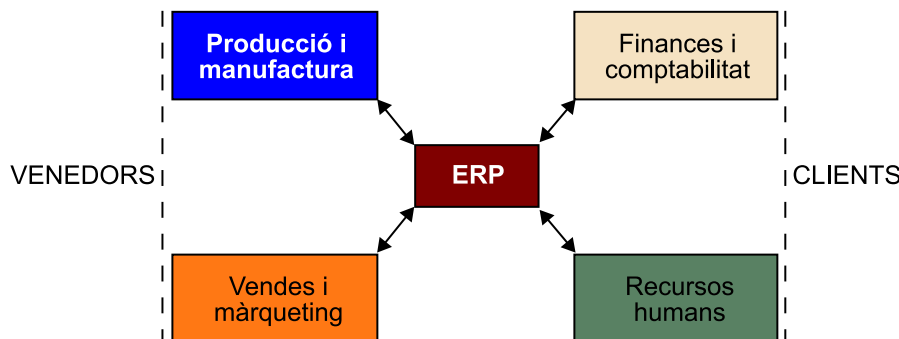 Producció i
manufactura
Finances i
comptabilitat
VENEDORS
ERP
CLIENTS
Vendes i
màrqueting
Recursos
humans